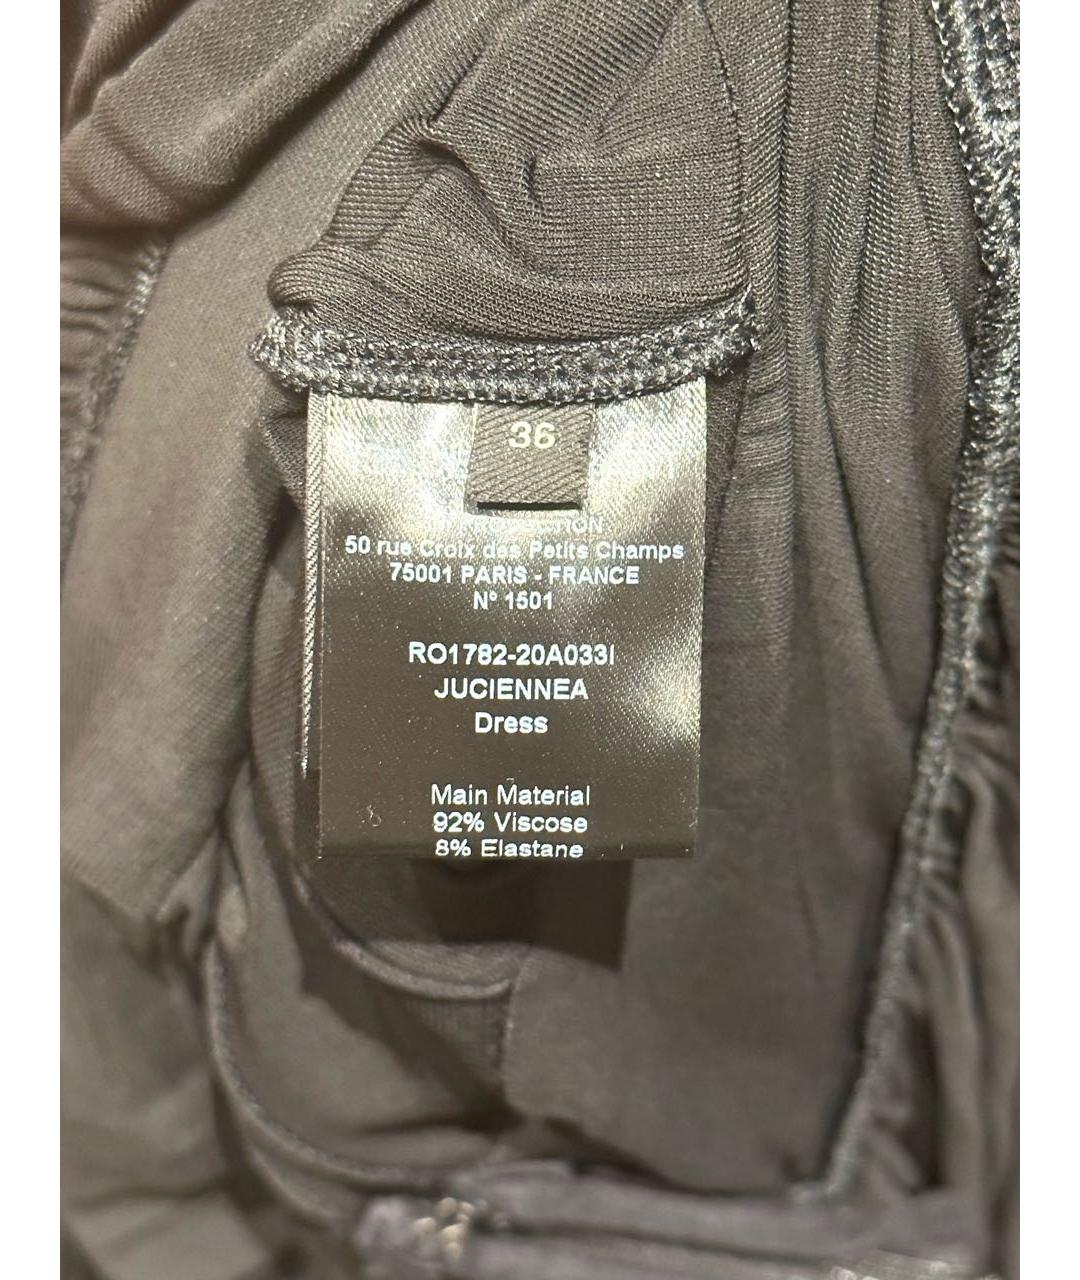 36
50 rue Croix des Petits Champs
75001 PARIS - FRANCE
N° 1501
RO1782-20A033I
JUCIENNEA
Dress
Main Material
92% Viscose
8% Elastane